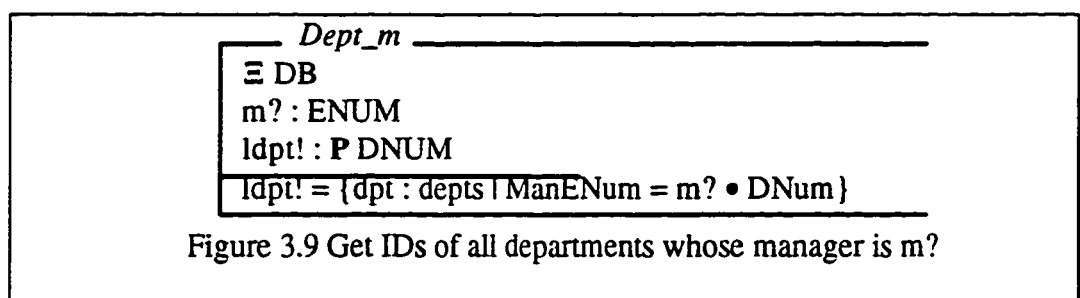 Dept_m
Ξ DB
m? : ENUM
ldpt! : P DNUM
ldpt! = {dpt : depts | ManENum = m? • DNum}
Figure 3.9 Get IDs of all departments whose manager is m?